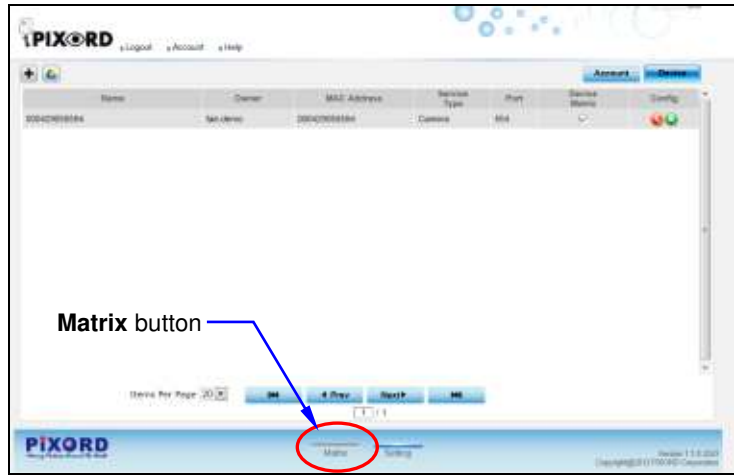 PIXORD Logout Account Help
Account Device
Name Owner MAC Address Service Type Port Device Matrix Config
Camera
Matrix button
Items Per Page 20 Prev Next
1 / 1
PiXORD Matrix Setting